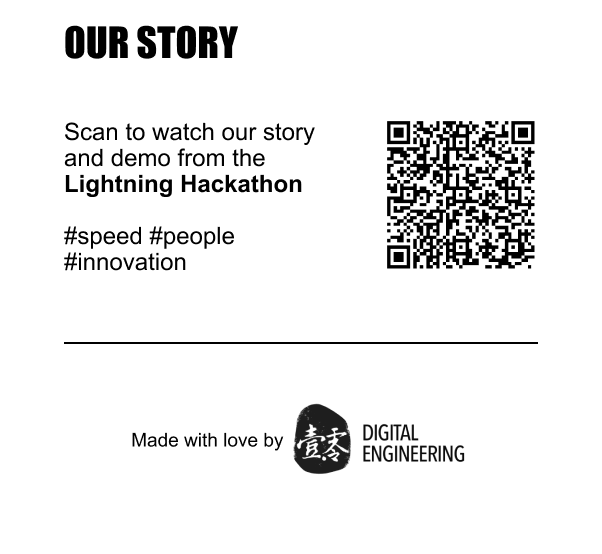 OUR STORY
Scan to watch our story
and demo from the
Lightning Hackathon
#speed #people
#innovation
Made with love by
壹零
DIGITAL
ENGINEERING